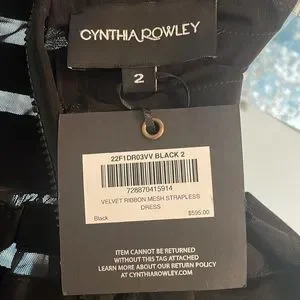 CYNTHIA ROWLEY
2
22F1DR03VV BLACK 2
728870415914
VELVET RIBBON MESH STRAPLESS
DRESS
Black $595.00
ITEM CANNOT BE RETURNED
WITHOUT THIS TAG ATTACHED
LEARN MORE ABOUT OUR RETURN POLICY
AT CYNTHIAROWLEY.COM